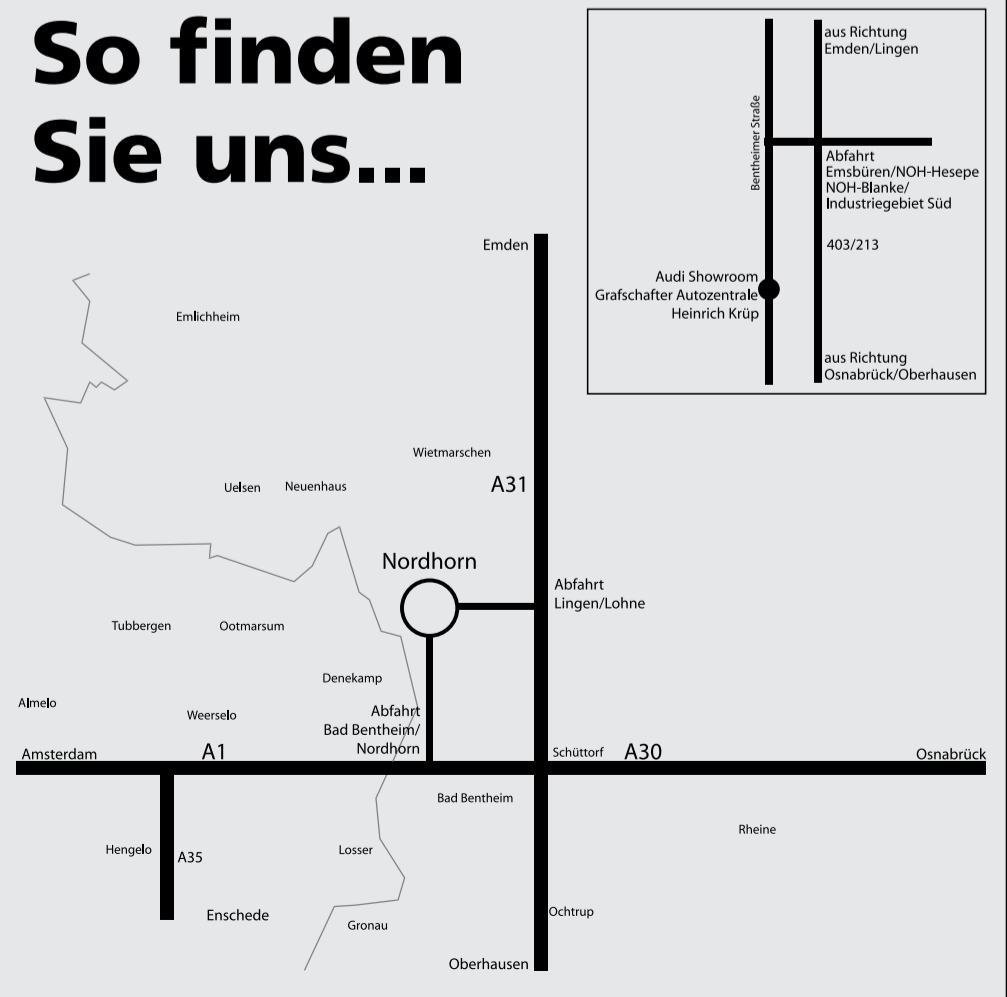 So finden
Sie uns...
aus Richtung
Emden/Lingen
Bentheimer Straße
Abfahrt
Emsbüren/NOH-Hesepe
NOH-Blanke/
Industriegebiet Süd
403/213
Audi Showroom
Grafschafter Autozentrale
Heinrich Krüp
aus Richtung
Osnabrück/Oberhausen
Emden
Emlichheim
Wietmarschen
A31
Uelsen
Neuenhaus
Nordhorn
Abfahrt
Lingen/Lohne
Tubbergen
Ootmarsum
Denekamp
Almelo
Weerselo
Abfahrt
Bad Bentheim/
Nordhorn
Amsterdam
A1
Schüttorf
A30
Osnabrück
Bad Bentheim
Rheine
Hengelo
A35
Losser
Enschede
Gronau
Ochtrup
Oberhausen